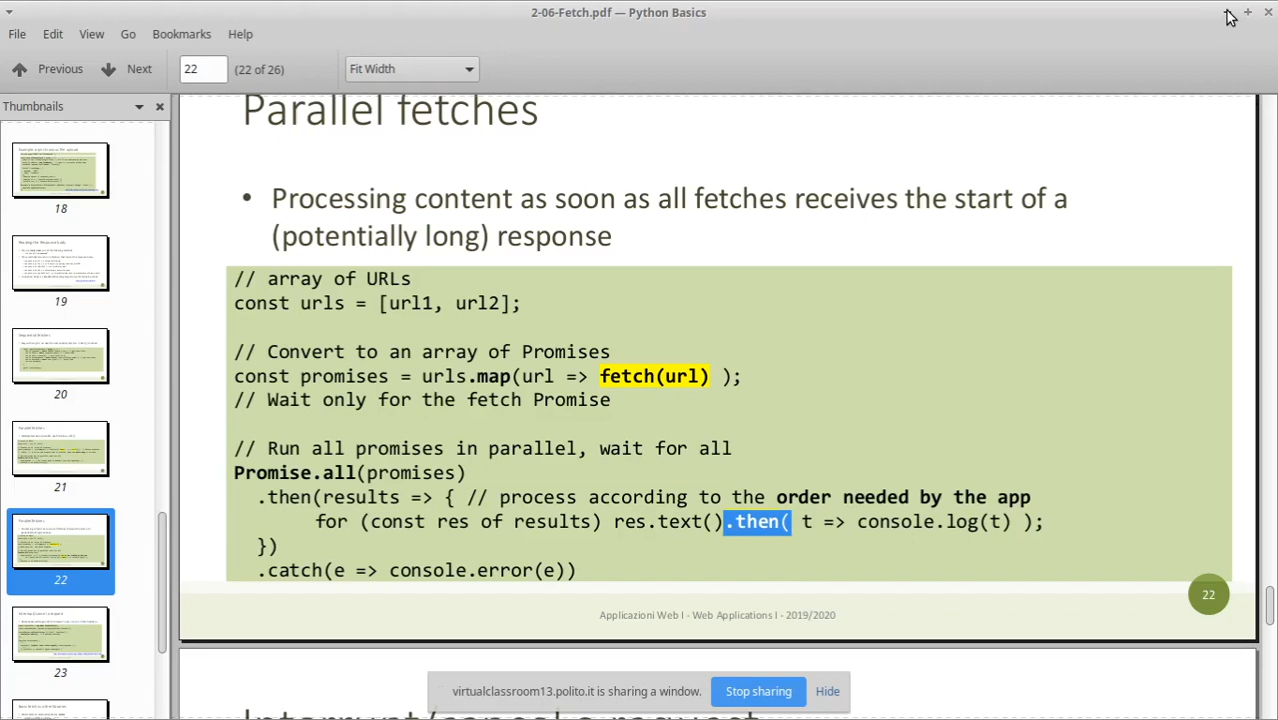 2-06-Fetch.pdf — Python Basics
File Edit View Go Bookmarks Help
Previous Next 22 (22 of 26) Fit Width
Thumbnails
18
19
20
21
22
23
Parallel fetches
• Processing content as soon as all fetches receives the start of a
(potentially long) response
// array of URLs
const urls = [url1, url2];
// Convert to an array of Promises
const promises = urls.map(url => fetch(url) );
// Wait only for the fetch Promise
// Run all promises in parallel, wait for all
Promise.all(promises)
.then(results => { // process according to the order needed by the app
for (const res of results) res.text().then( t => console.log(t) );
})
.catch(e => console.error(e))
Applicazioni Web I - Web Applications I - 2019/2020
22
virtualclassroom13.polito.it is sharing a window. Stop sharing Hide